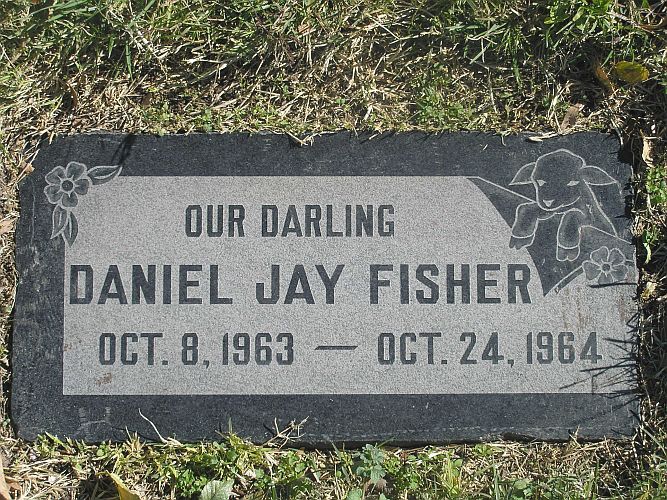 OUR DARLING
DANIEL JAY FISHER
OCT. 8, 1963 — OCT. 24, 1964